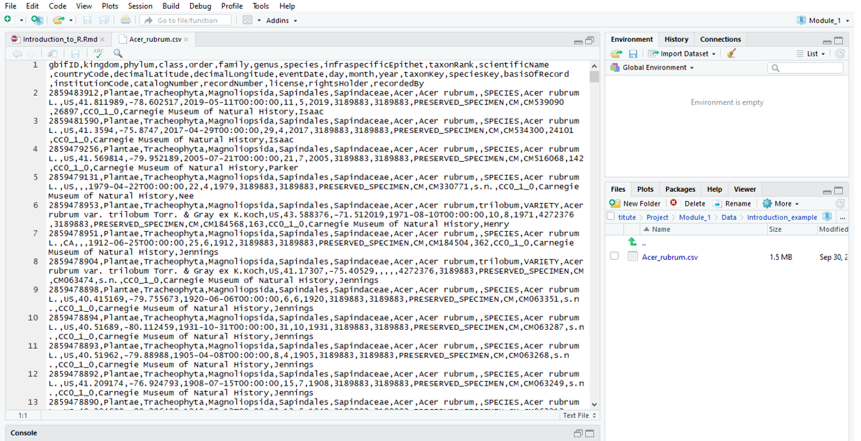 File Edit Code View Plots Session Build Debug Profile Tools Help
Go to file/function Addins Module_1
Introduction_to_R.Rmd Acer_rubrum.csv
ABC
1 gbifID,kingdom,phylum,class,order,family,genus,species,infraspecificEpithet,taxonRank,scientificName
,countryCode,decimalLatitude,decimalLongitude,eventDate,day,month,year,taxonKey,speciesKey,basisOfRecord
,institutionCode,catalogNumber,recordNumber,license,rightsHolder,recordedBy
2 2859483912,Plantae,Tracheophyta,Magnoliopsida,Sapindales,Sapindaceae,Acer,Acer rubrum,,SPECIES,Acer rubrum
L.,US,41.811989,-78.602517,2019-05-11T00:00:00,11,5,2019,3189883,3189883,PRESERVED_SPECIMEN,CM,CM539090
,26897,CC0_1_0,Carnegie Museum of Natural History,Isaac
3 2859481590,Plantae,Tracheophyta,Magnoliopsida,Sapindales,Sapindaceae,Acer,Acer rubrum,,SPECIES,Acer rubrum
L.,US,41.3594,-75.8747,2017-04-29T00:00:00,29,4,2017,3189883,3189883,PRESERVED_SPECIMEN,CM,CM534300,24101
,CC0_1_0,Carnegie Museum of Natural History,Isaac
4 2859479256,Plantae,Tracheophyta,Magnoliopsida,Sapindales,Sapindaceae,Acer,Acer rubrum,,SPECIES,Acer rubrum
L.,US,41.569814,-79.952189,2005-07-21T00:00:00,21,7,2005,3189883,3189883,PRESERVED_SPECIMEN,CM,CM516068,142
,CC0_1_0,Carnegie Museum of Natural History,Parker
5 2859479131,Plantae,Tracheophyta,Magnoliopsida,Sapindales,Sapindaceae,Acer,Acer rubrum,,SPECIES,Acer rubrum
L.,US,,,1979-04-22T00:00:00,22,4,1979,3189883,3189883,PRESERVED_SPECIMEN,CM,CM330771,s.n.,CC0_1_0,Carnegie
Museum of Natural History,Nee
6 2859478953,Plantae,Tracheophyta,Magnoliopsida,Sapindales,Sapindaceae,Acer,Acer rubrum,trilobum,VARIETY,Acer
rubrum var. trilobum Torr. & Gray ex K.Koch,US,43.588376,-71.512019,1971-08-10T00:00:00,10,8,1971,4272376
,3189883,PRESERVED_SPECIMEN,CM,CM184568,163,CC0_1_0,Carnegie Museum of Natural History,Henry
7 2859478951,Plantae,Tracheophyta,Magnoliopsida,Sapindales,Sapindaceae,Acer,Acer rubrum,,SPECIES,Acer rubrum
L.,CA,,,1912-06-25T00:00:00,25,6,1912,3189883,3189883,PRESERVED_SPECIMEN,CM,CM184504,362,CC0_1_0,Carnegie
Museum of Natural History,Jennings
8 2859478904,Plantae,Tracheophyta,Magnoliopsida,Sapindales,Sapindaceae,Acer,Acer rubrum,trilobum,VARIETY,Acer
rubrum var. trilobum Torr. & Gray ex K.Koch,US,41.17307,-75.40529,,,,,4272376,3189883,PRESERVED_SPECIMEN,CM
,CM063474,s.n.,CC0_1_0,Carnegie Museum of Natural History,Jennings
9 2859478898,Plantae,Tracheophyta,Magnoliopsida,Sapindales,Sapindaceae,Acer,Acer rubrum,,SPECIES,Acer rubrum
L.,US,40.415169,-79.755673,1920-06-06T00:00:00,6,6,1920,3189883,3189883,PRESERVED_SPECIMEN,CM,CM063351,s.n
.,CC0_1_0,Carnegie Museum of Natural History,Jennings
10 2859478894,Plantae,Tracheophyta,Magnoliopsida,Sapindales,Sapindaceae,Acer,Acer rubrum,,SPECIES,Acer rubrum
L.,US,40.51689,-80.112459,1931-10-31T00:00:00,31,10,1931,3189883,3189883,PRESERVED_SPECIMEN,CM,CM063287,s.n
.,CC0_1_0,Carnegie Museum of Natural History,Jennings
11 2859478893,Plantae,Tracheophyta,Magnoliopsida,Sapindales,Sapindaceae,Acer,Acer rubrum,,SPECIES,Acer rubrum
L.,US,40.51962,-79.88988,1905-04-08T00:00:00,8,4,1905,3189883,3189883,PRESERVED_SPECIMEN,CM,CM063268,s.n
.,CC0_1_0,Carnegie Museum of Natural History,Jennings
12 2859478892,Plantae,Tracheophyta,Magnoliopsida,Sapindales,Sapindaceae,Acer,Acer rubrum,,SPECIES,Acer rubrum
L.,US,41.209174,-76.924793,1908-07-15T00:00:00,15,7,1908,3189883,3189883,PRESERVED_SPECIMEN,CM,CM063249,s.n
.,CC0_1_0,Carnegie Museum of Natural History,Jennings
13 2859478890,Plantae,Tracheophyta,Magnoliopsida,Sapindales,Sapindaceae,Acer,Acer rubrum,,SPECIES,Acer rubrum
1:1 Text File
Console
Environment History Connections
Import Dataset List
Global Environment
Environment is empty
Files Plots Packages Help Viewer
New Folder Delete Rename More
titute Project Module_1 Data Introduction_example ...
Name Size Modified
..
Acer_rubrum.csv 1.5 MB Sep 30, 2